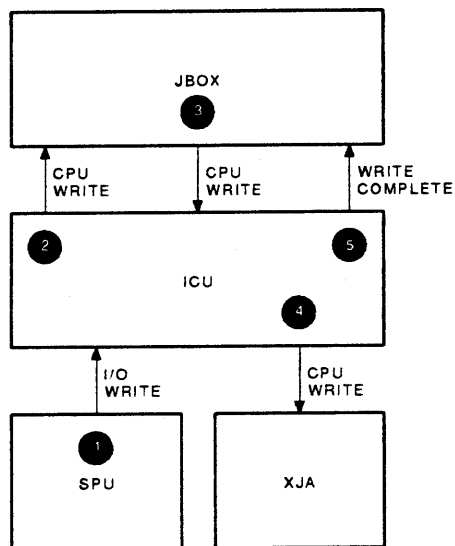 JBOX
3
CPU
WRITE
CPU
WRITE
WRITE
COMPLETE
2
5
ICU
4
I/O
WRITE
CPU
WRITE
1
SPU
XJA